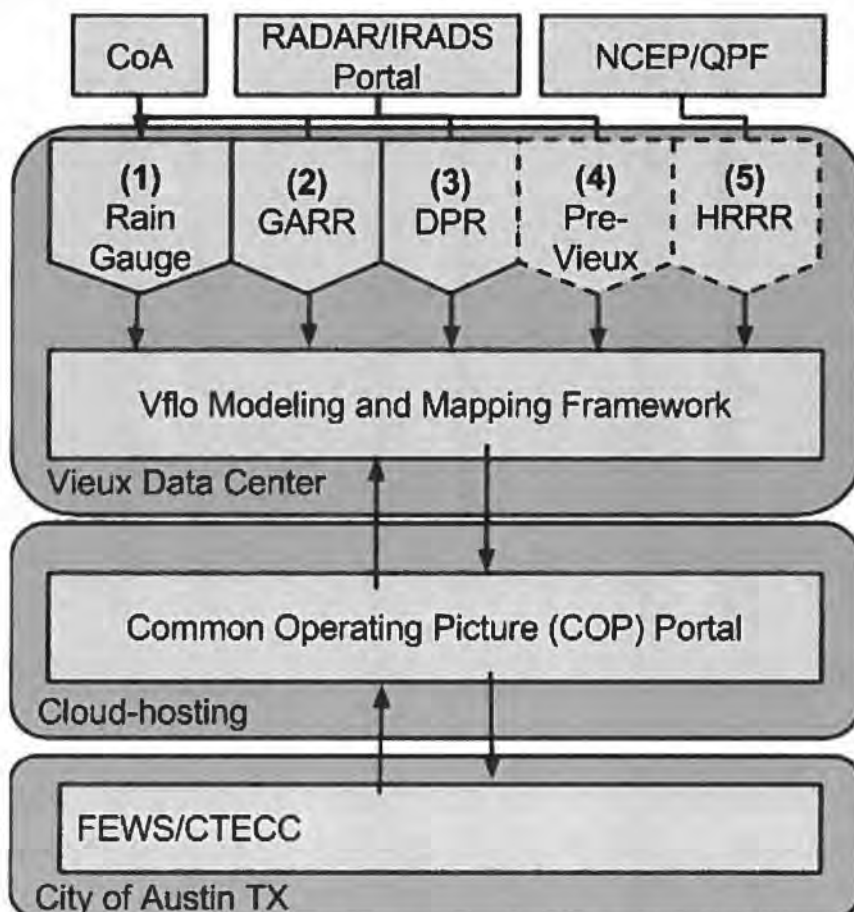 CoA
RADAR/IRADS
Portal
NCEP/QPF
(1)
Rain
Gauge
(2)
GARR
(3)
DPR
(4)
Pre-
Vieux
(5)
HRRR
Vflo Modeling and Mapping Framework
Vieux Data Center
Common Operating Picture (COP) Portal
Cloud-hosting
FEWS/CTECC
City of Austin TX